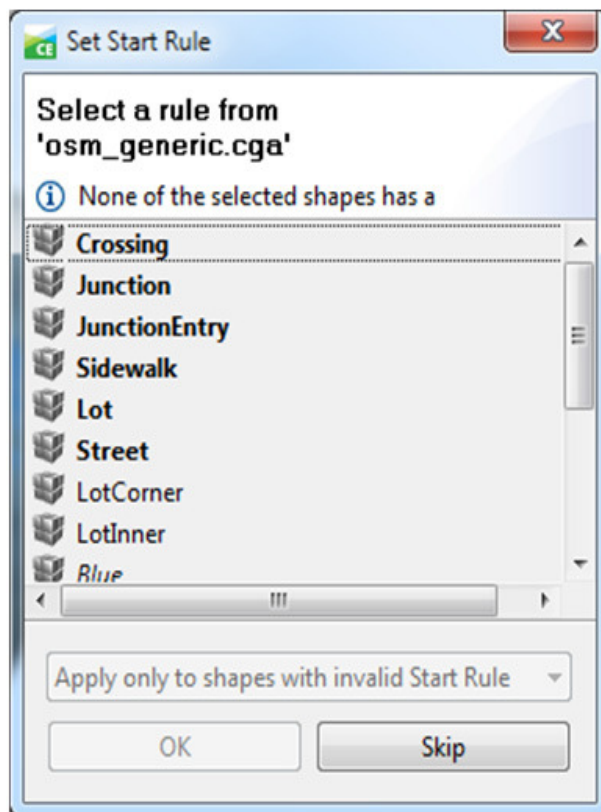 CE Set Start Rule
Select a rule from
'osm_generic.cga'
None of the selected shapes has a
Crossing
Junction
JunctionEntry
Sidewalk
Lot
Street
LotCorner
LotInner
Blue
Apply only to shapes with invalid Start Rule
OK Skip